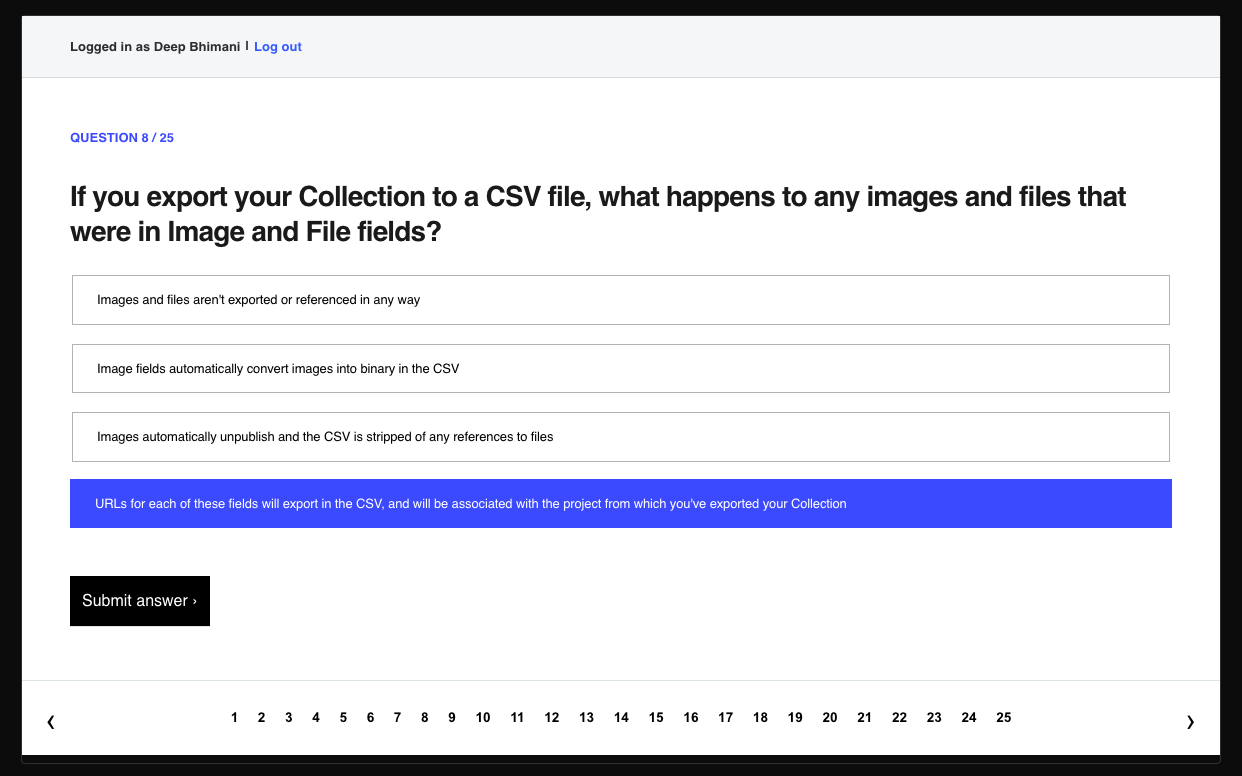 Logged in as Deep Bhimani | Log out
QUESTION 8 / 25
If you export your Collection to a CSV file, what happens to any images and files that
were in Image and File fields?
Images and files aren't exported or referenced in any way
Image fields automatically convert images into binary in the CSV
Images automatically unpublish and the CSV is stripped of any references to files
URLs for each of these fields will export in the CSV, and will be associated with the project from which you've exported your Collection
Submit answer ›
‹ 1 2 3 4 5 6 7 8 9 10 11 12 13 14 15 16 17 18 19 20 21 22 23 24 25 ›